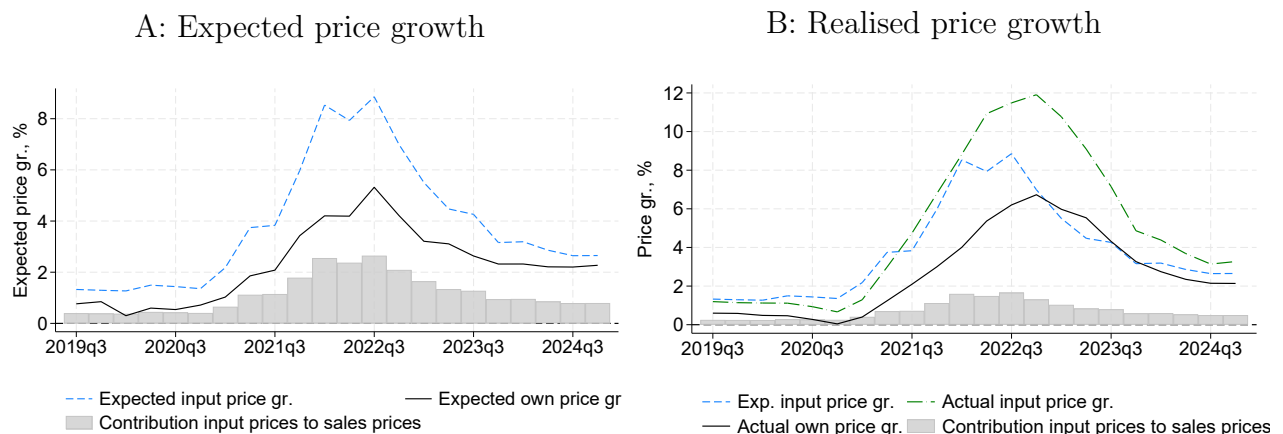 A: Expected price growth
Expected price gr., %
8
6
4
2
0
2019q3 2020q3 2021q3 2022q3 2023q3 2024q3
Expected input price gr. Expected own price gr
Contribution input prices to sales prices
B: Realised price growth
Price gr., %
12
10
8
6
4
2
0
2019q3 2020q3 2021q3 2022q3 2023q3 2024q3
Exp. input price gr. Actual input price gr.
Actual own price gr. Contribution input prices to sales prices